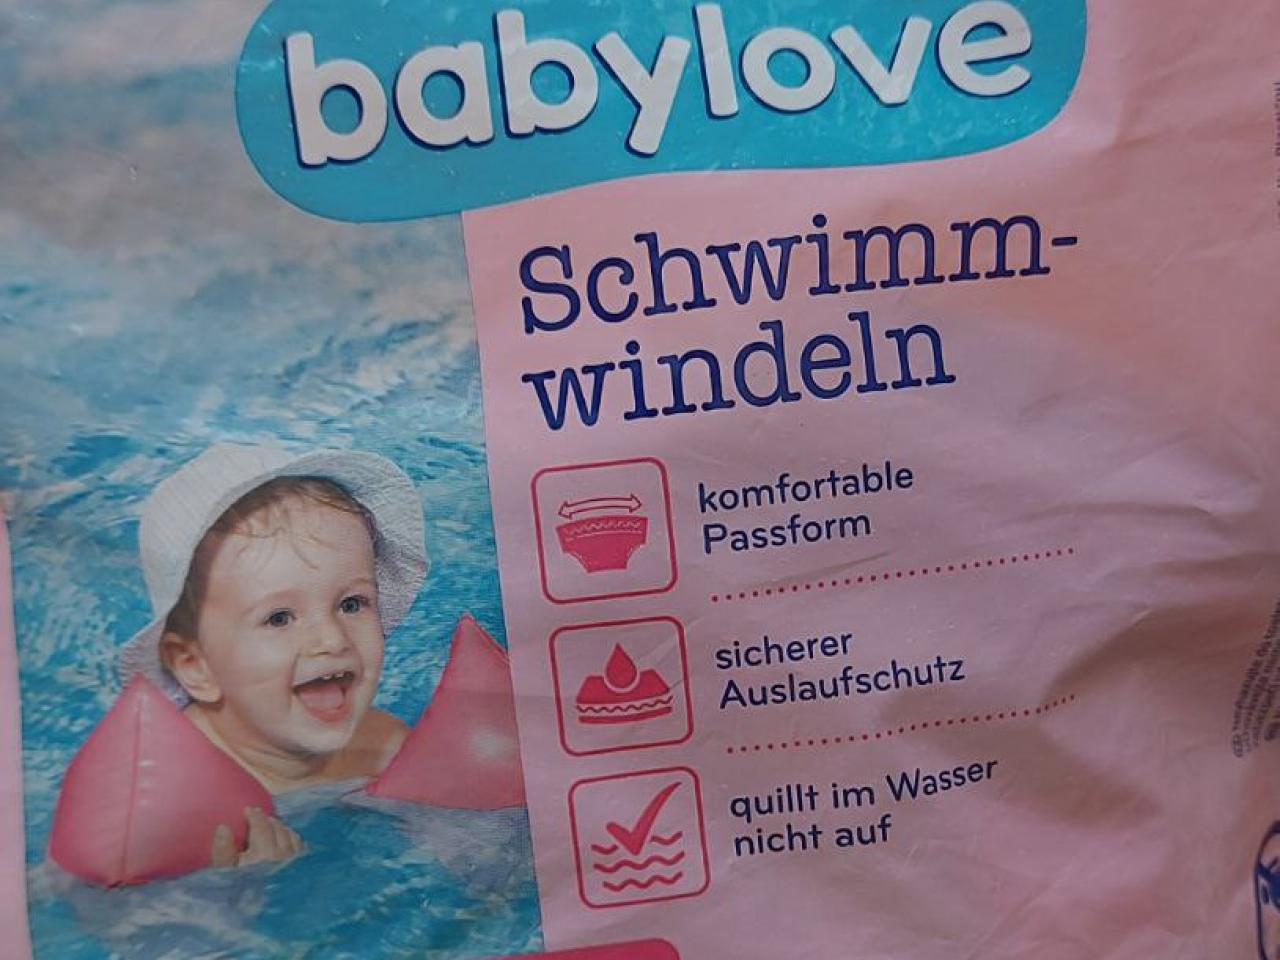 babylove
Schwimm-
windeln
komfortable
Passform
sicherer
Auslaufschutz
quillt im Wasser
nicht auf